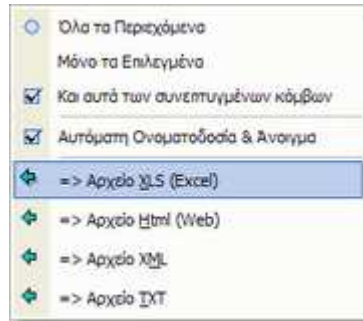 Όλα τα Περιεχόμενα
Μόνο τα Επιλεγμένα
Και αυτά των συνεπτυγμένων κόμβων
Αυτόματη Ονοματοδοσία & Άνοιγμα
=> Αρχείο XLS (Excel)
=> Αρχείο Html (Web)
=> Αρχείο XML
=> Αρχείο TXT